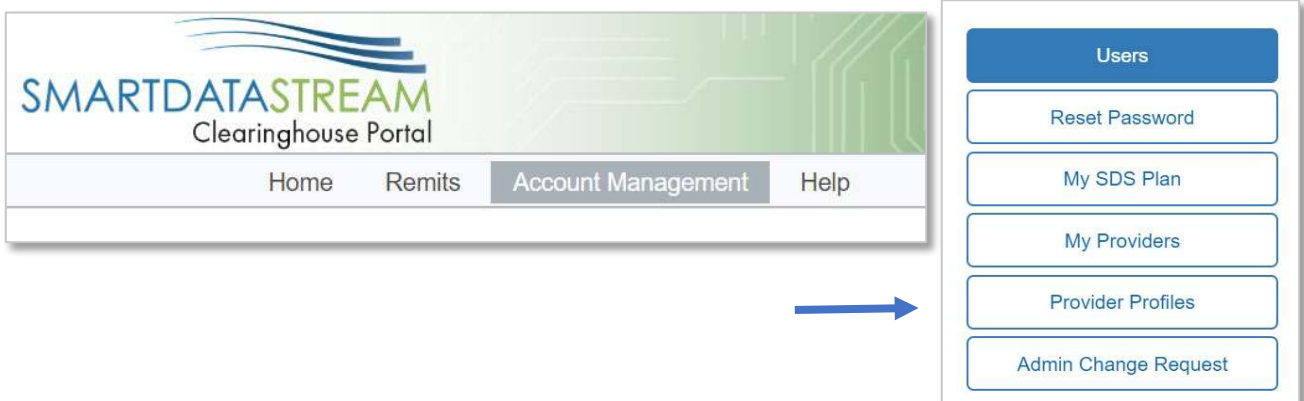 SMARTDATASTREAM
Clearinghouse Portal
Home Remits Account Management Help
Users
Reset Password
My SDS Plan
My Providers
Provider Profiles
Admin Change Request